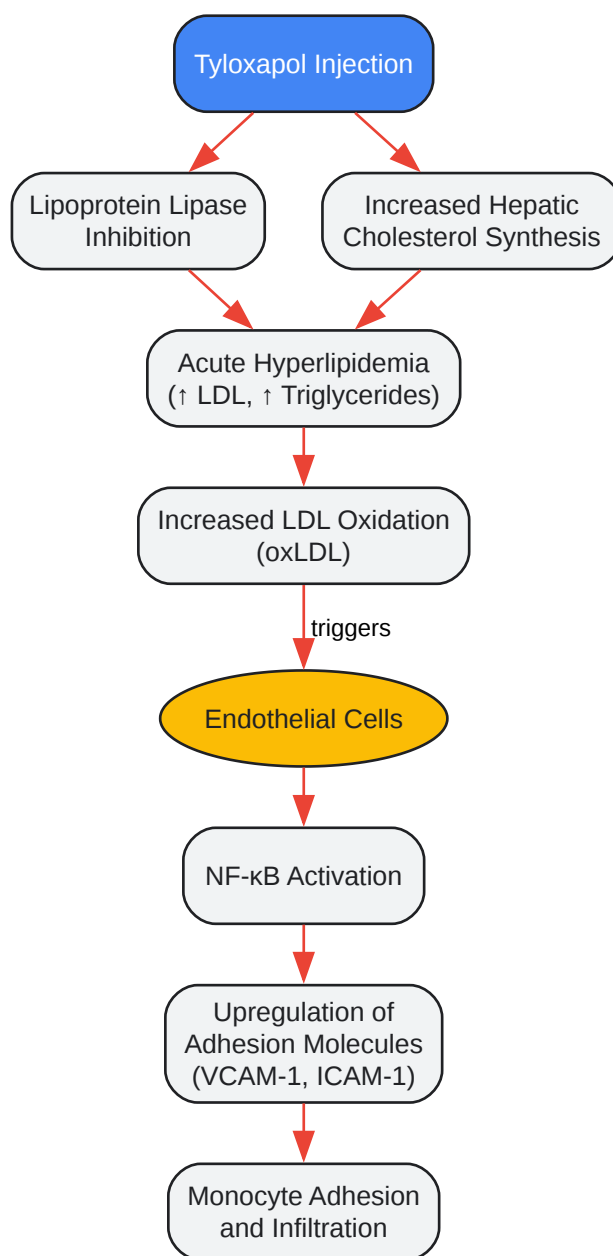 Tyloxapol Injection
Lipoprotein Lipase
Inhibition
Increased Hepatic
Cholesterol Synthesis
Acute Hyperlipidemia
(↑ LDL, ↑ Triglycerides)
Increased LDL Oxidation
(oxLDL)
triggers
Endothelial Cells
NF-κB Activation
Upregulation of
Adhesion Molecules
(VCAM-1, ICAM-1)
Monocyte Adhesion
and Infiltration